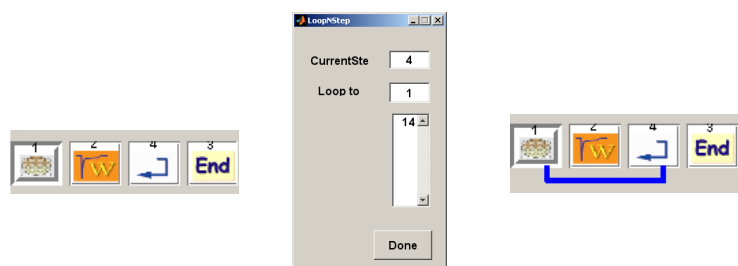 1 2 4 3
W
End
LoopNStep
CurrentSte 4
Loop to 1
14
Done
1 2 4 3
W
End